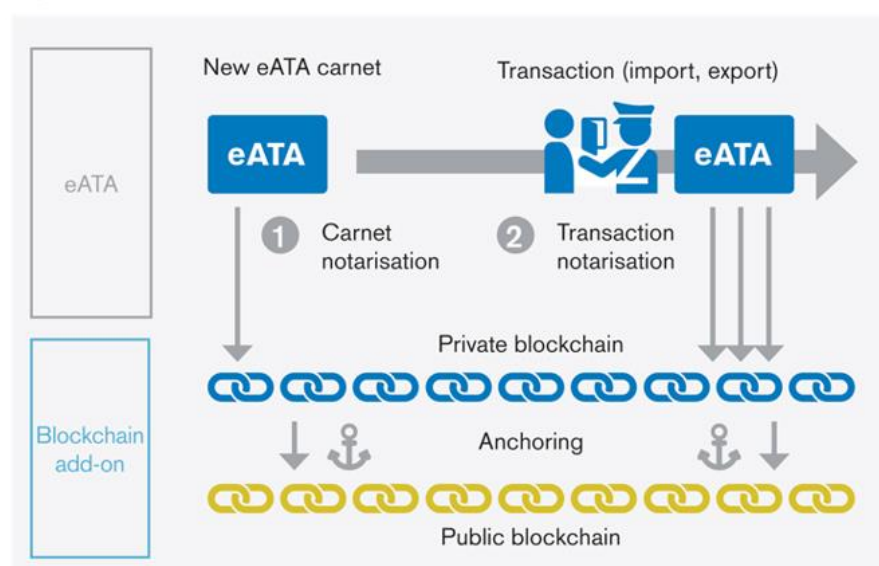 New eATA carnet
Transaction (import, export)
eATA
eATA
eATA
1
Carnet
notarisation
2
Transaction
notarisation
Private blockchain
Blockchain
add-on
Anchoring
Public blockchain